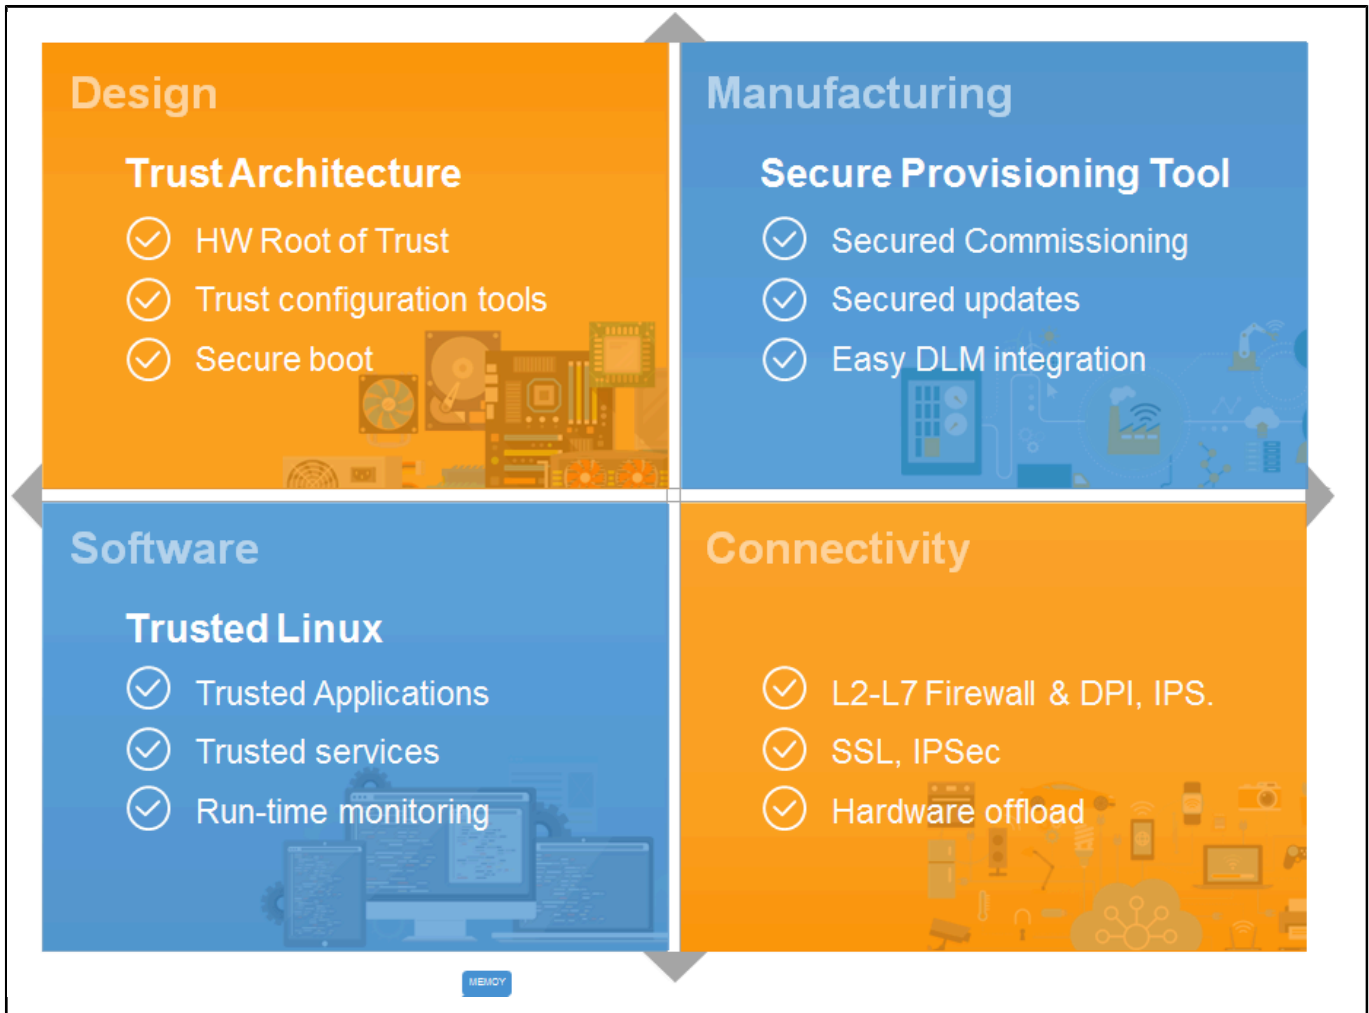 Design
Trust Architecture
HW Root of Trust
Trust configuration tools
Secure boot
Manufacturing
Secure Provisioning Tool
Secured Commissioning
Secured updates
Easy DLM integration
Software
Trusted Linux
Trusted Applications
Trusted services
Run-time monitoring
Connectivity
L2-L7 Firewall & DPI, IPS.
SSL, IPSec
Hardware offload
MEMOY